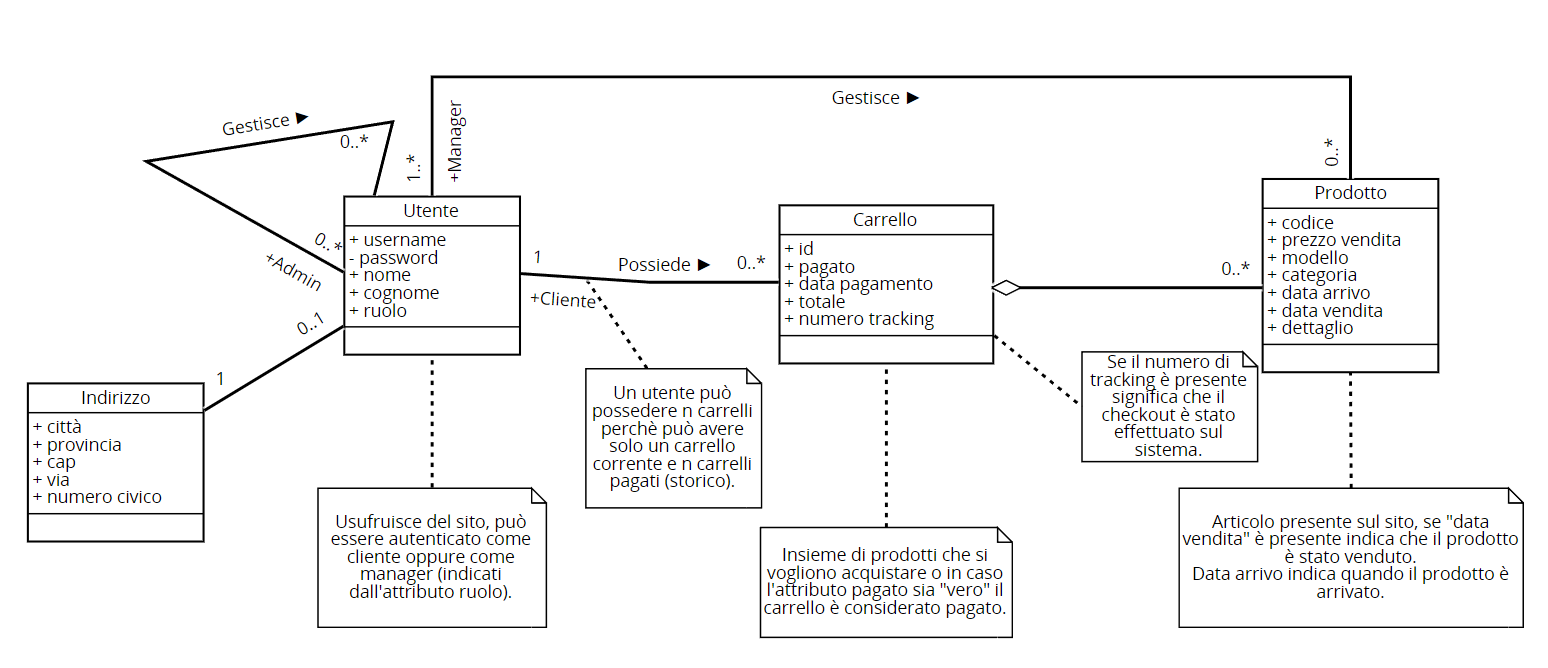 Gestisce ►
0..*
0..*
+Admin
1..*
+Manager
Gestisce ►
0..*
Utente
+ username
- password
+ nome
+ cognome
+ ruolo
1
+Cliente
Possiede ►
0..*
Carrello
+ id
+ pagato
+ data pagamento
+ totale
+ numero tracking
0..*
Prodotto
+ codice
+ prezzo vendita
+ modello
+ categoria
+ data arrivo
+ data vendita
+ dettaglio
0..1
1
Indirizzo
+ città
+ provincia
+ cap
+ via
+ numero civico
Usufruisce del sito, può
essere autenticato come
cliente oppure come
manager (indicati
dall'attributo ruolo).
Un utente può
possedere n carrelli
perchè può avere
solo un carrello
corrente e n carrelli
pagati (storico).
Insieme di prodotti che si
vogliono acquistare o in caso
l'attributo pagato sia "vero" il
carrello è considerato pagato.
Se il numero di
tracking è presente
significa che il
checkout è stato
effettuato sul
sistema.
Articolo presente sul sito, se "data
vendita" è presente indica che il prodotto
è stato venduto.
Data arrivo indica quando il prodotto è
arrivato.